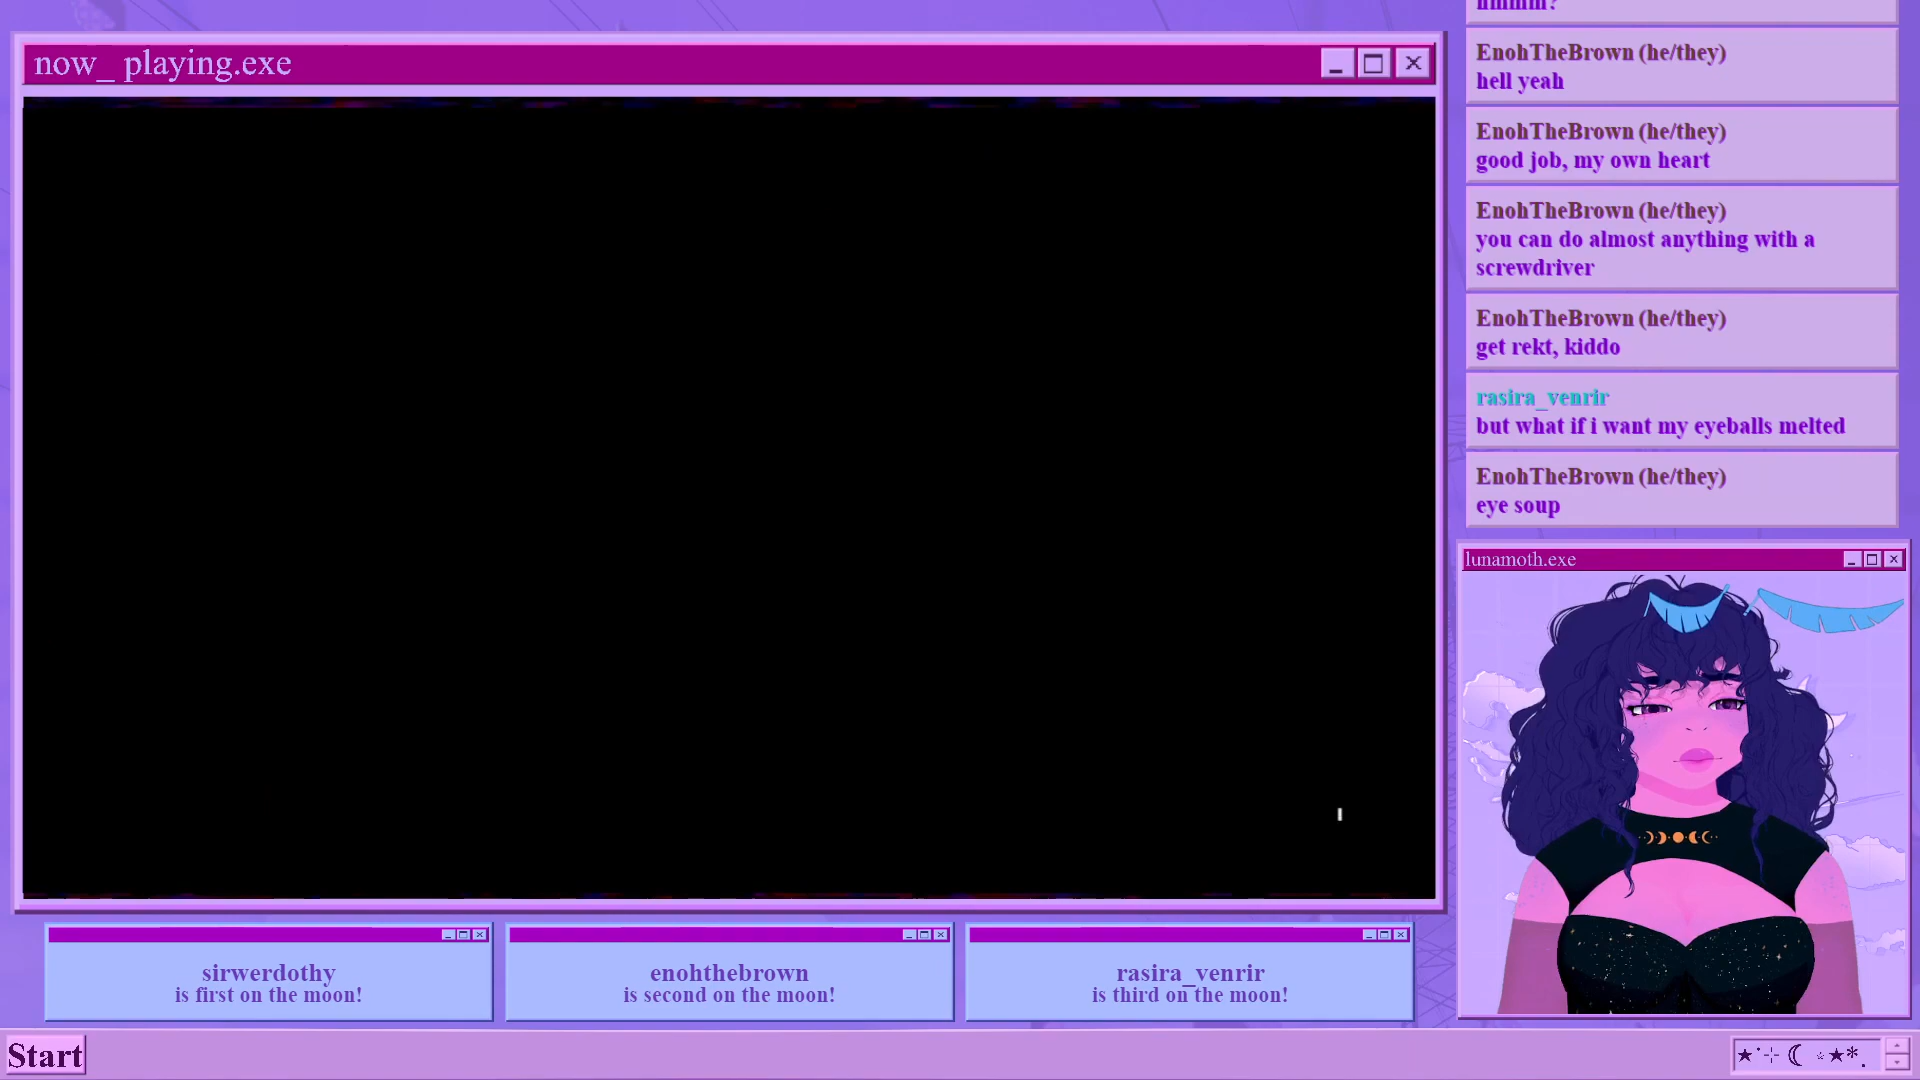 now_ playing.exe
hmmm?
EnohTheBrown (he/they)
hell yeah
EnohTheBrown (he/they)
good job, my own heart
EnohTheBrown (he/they)
you can do almost anything with a
screwdriver
EnohTheBrown (he/they)
get rekt, kiddo
rasira_venrir
but what if i want my eyeballs melted
EnohTheBrown (he/they)
eye soup
lunamoth.exe
sirwerdothy
is first on the moon!
enohthebrown
is second on the moon!
rasira_venrir
is third on the moon!
Start